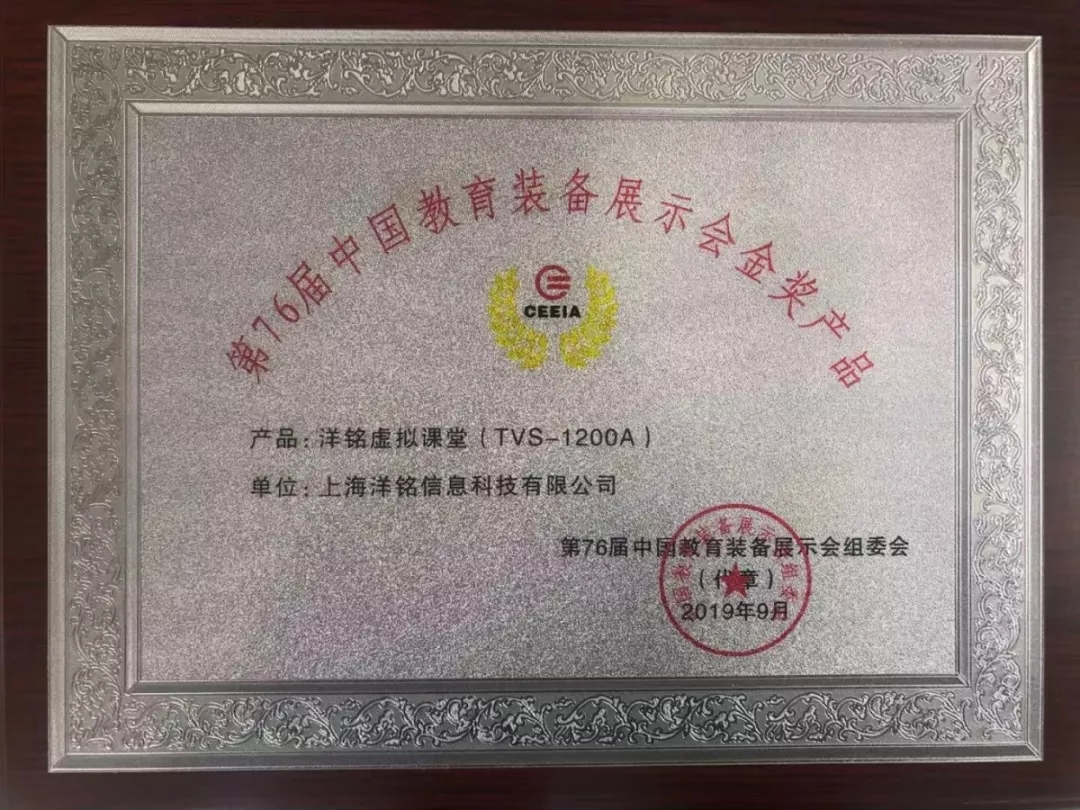 第76届中国教育装备展示会金奖产品
CEEIA
产品：洋铭虚拟课堂（TVS-1200A）
单位：上海洋铭信息科技有限公司
第76届中国教育装备展示会组委会
（代章）
2019年9月